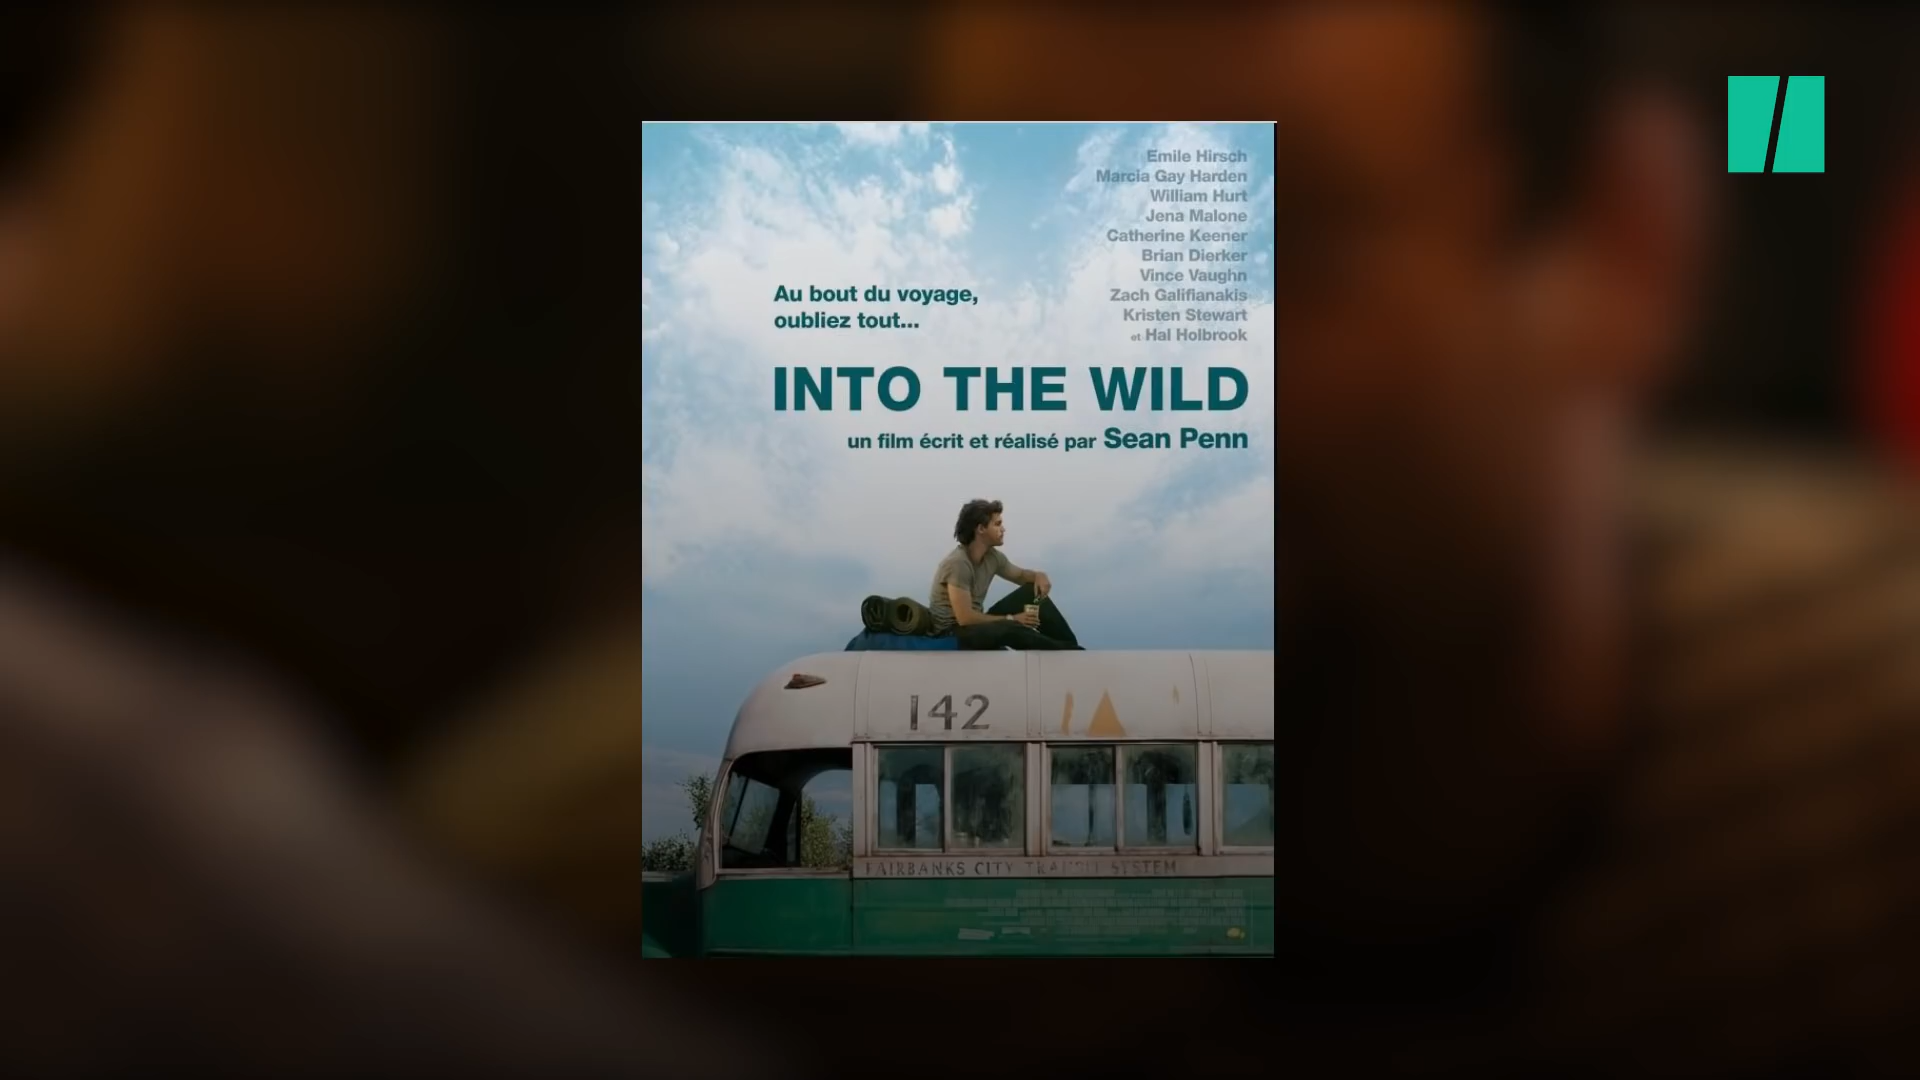 Emile Hirsch
Marcia Gay Harden
William Hurt
Jena Malone
Catherine Keener
Brian Dierker
Vince Vaughn
Zach Galifianakis
Kristen Stewart
et Hal Holbrook
Au bout du voyage,
oubliez tout...
INTO THE WILD
un film écrit et réalisé par Sean Penn
142
FAIRBANKS CITY TRANSIT SYSTEM